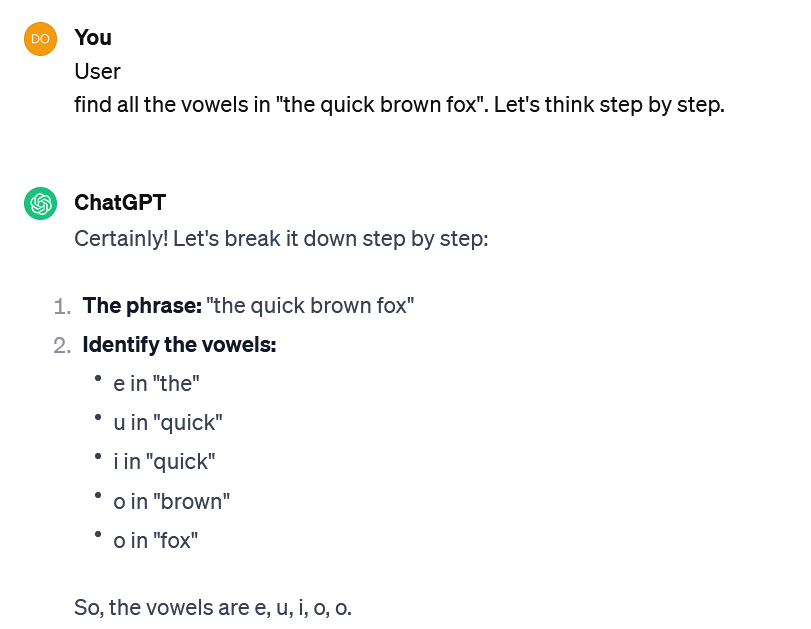 DO
You
User
find all the vowels in "the quick brown fox". Let's think step by step.
ChatGPT
Certainly! Let's break it down step by step:
1. The phrase: "the quick brown fox"
2. Identify the vowels:
• e in "the"
• u in "quick"
• i in "quick"
• o in "brown"
• o in "fox"
So, the vowels are e, u, i, o, o.